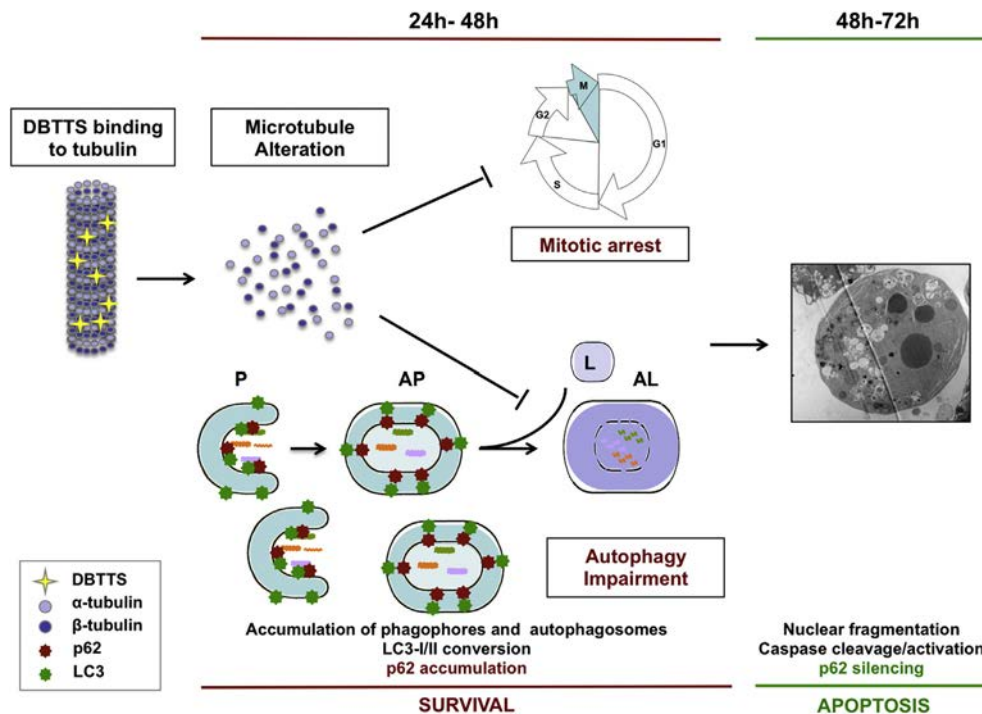 24h- 48h
48h-72h
DBTTS binding
to tubulin
Microtubule
Alteration
M
G2
G1
S
Mitotic arrest
P
AP
L
AL
Autophagy
Impairment
DBTTS
α-tubulin
β-tubulin
p62
LC3
Accumulation of phagophores and autophagosomes
LC3-I/II conversion
p62 accumulation
Nuclear fragmentation
Caspase cleavage/activation
p62 silencing
SURVIVAL
APOPTOSIS